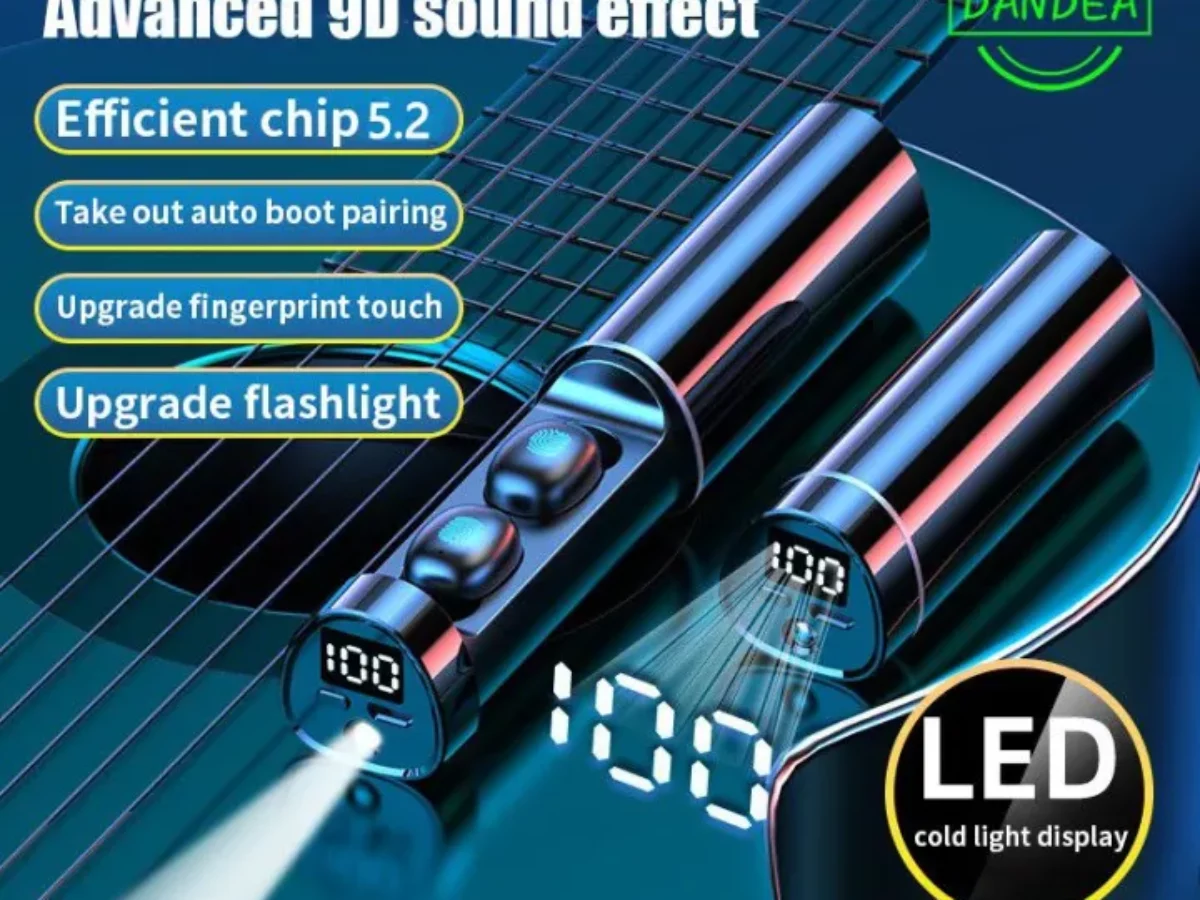 Advanced 9D sound effect
DANDEA
Efficient chip 5.2
Take out auto boot pairing
Upgrade fingerprint touch
Upgrade flashlight
100
100
100
LED
cold light display